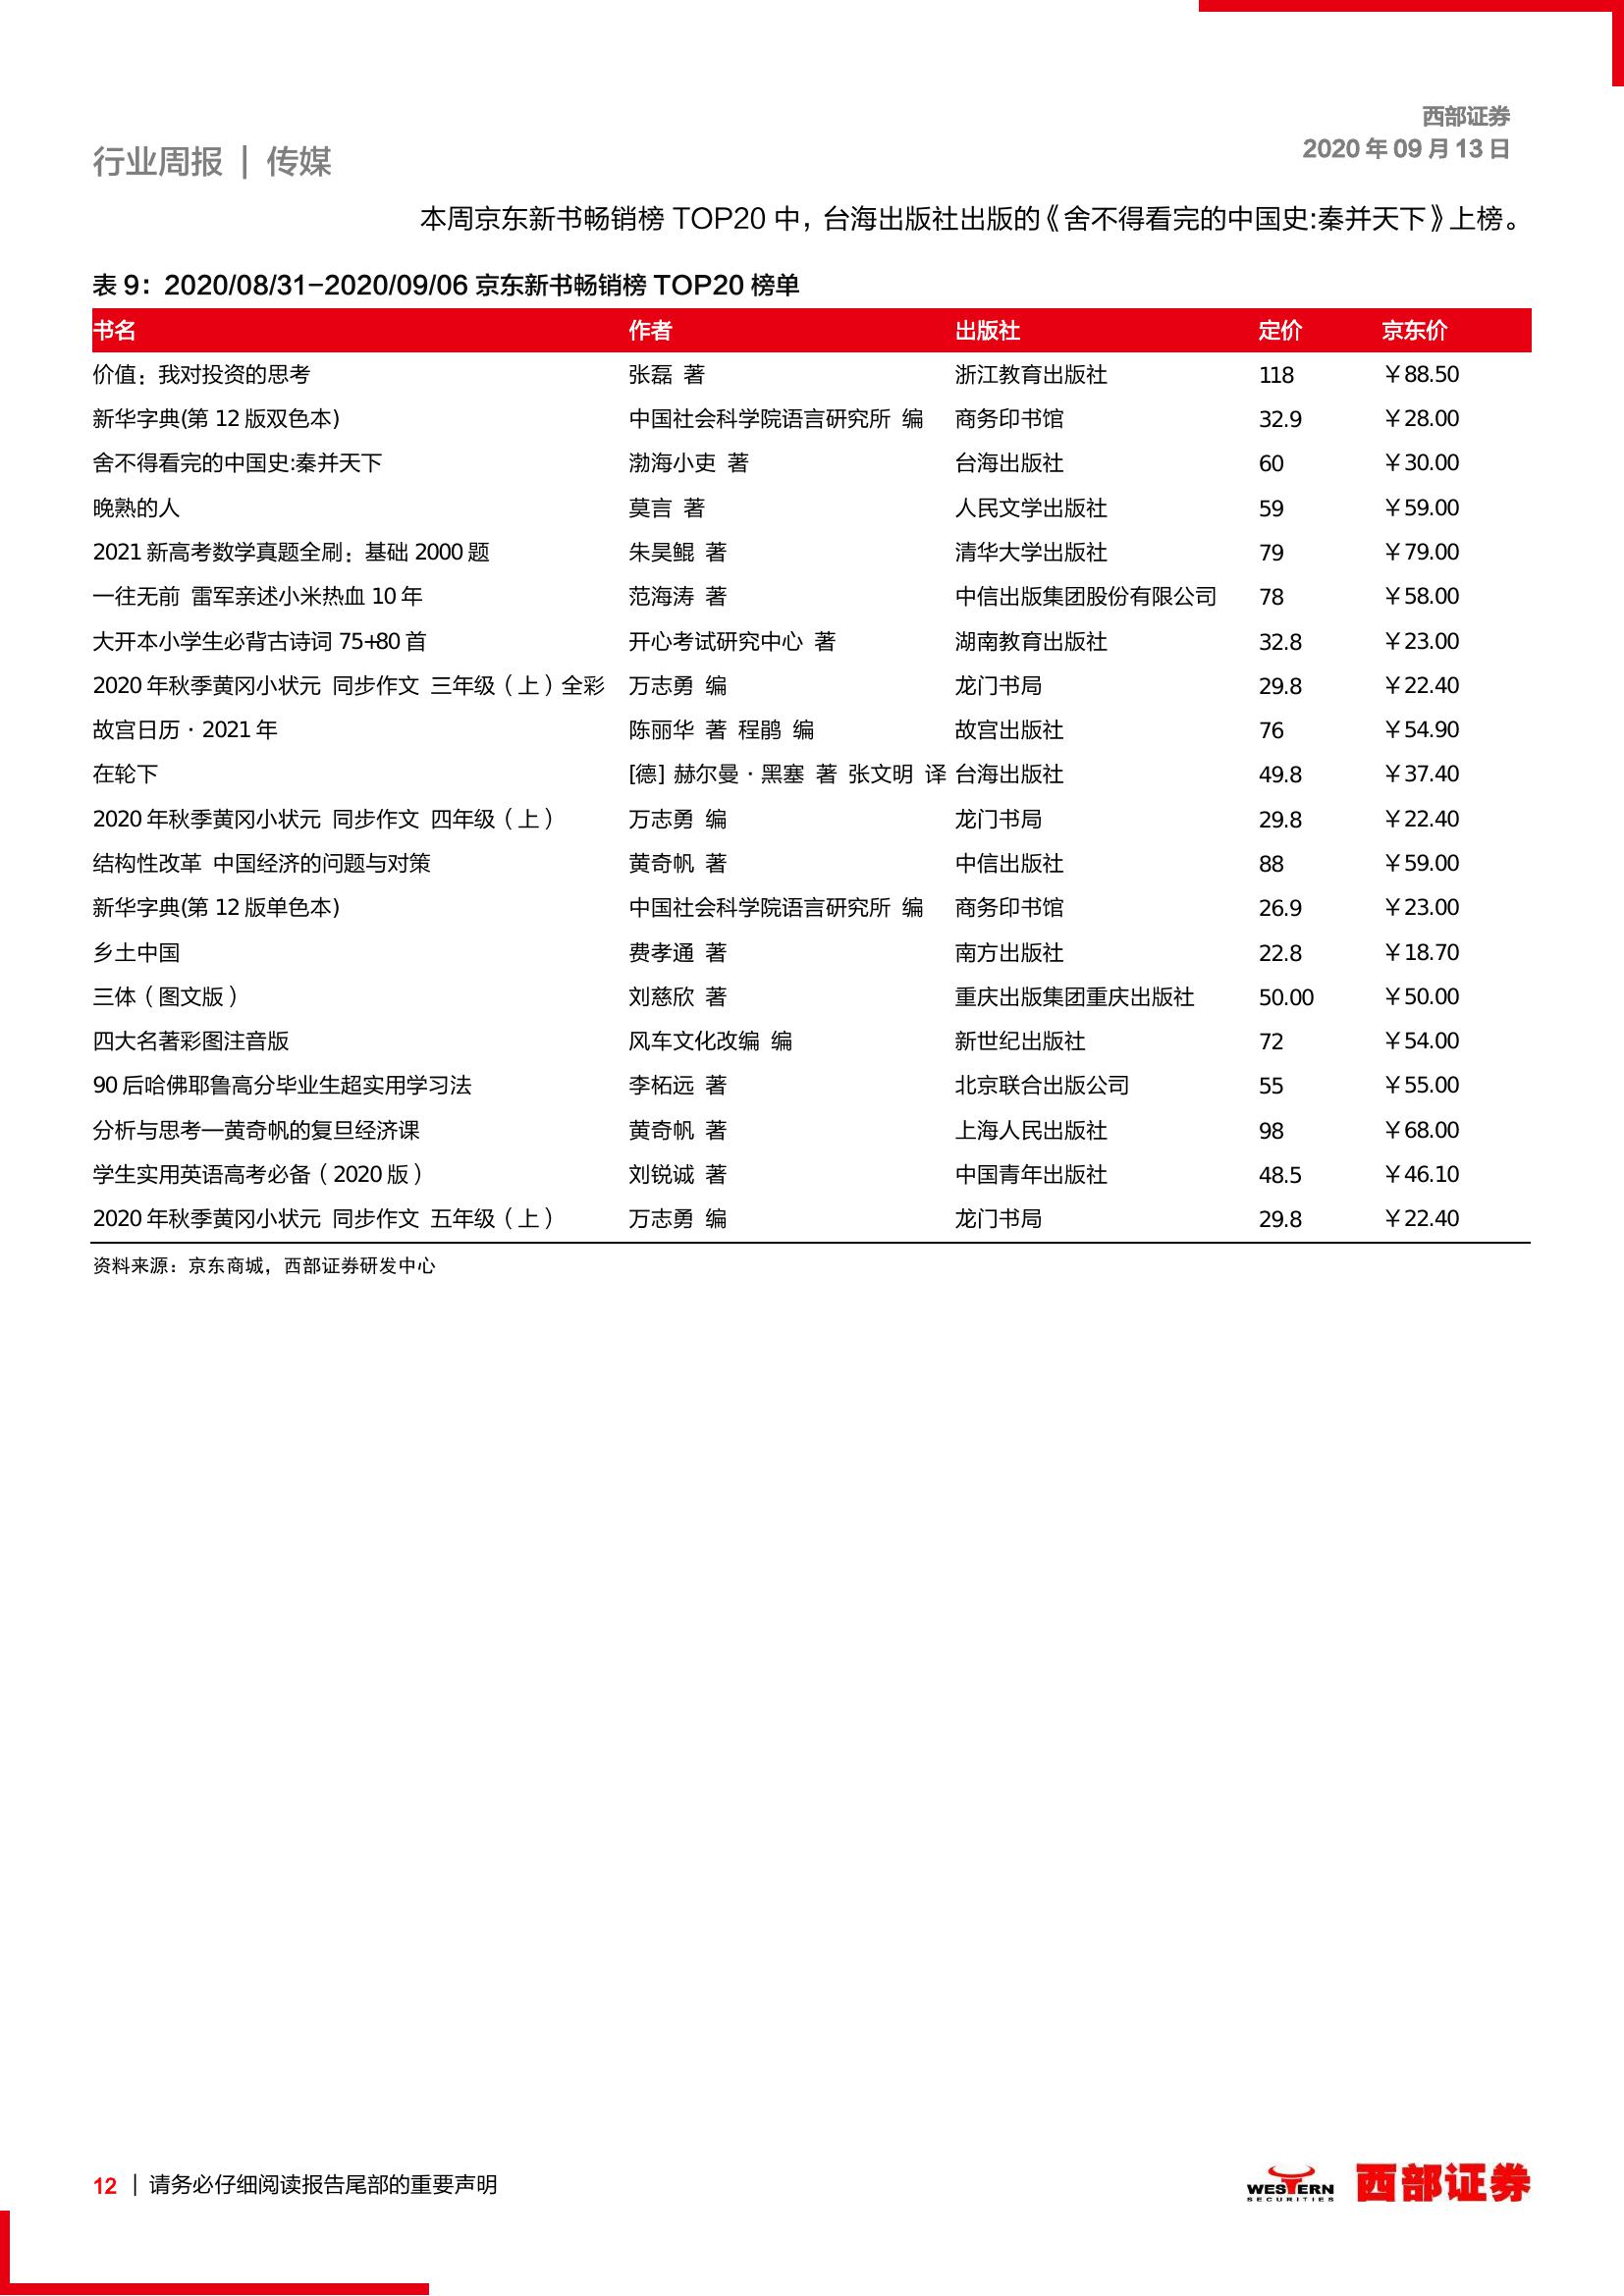 西部证券
2020 年 09 月 13 日
行业周报 | 传媒
本周京东新书畅销榜 TOP20 中，台海出版社出版的《舍不得看完的中国史:秦并天下》上榜。
表 9：2020/08/31-2020/09/06 京东新书畅销榜 TOP20 榜单
书名 作者 出版社 定价 京东价
价值：我对投资的思考 张磊 著 浙江教育出版社 118 ￥88.50
新华字典(第 12 版双色本) 中国社会科学院语言研究所 编 商务印书馆 32.9 ￥28.00
舍不得看完的中国史:秦并天下 渤海小吏 著 台海出版社 60 ￥30.00
晚熟的人 莫言 著 人民文学出版社 59 ￥59.00
2021 新高考数学真题全刷：基础 2000 题 朱昊鲲 著 清华大学出版社 79 ￥79.00
一往无前 雷军亲述小米热血 10 年 范海涛 著 中信出版集团股份有限公司 78 ￥58.00
大开本小学生必背古诗词 75+80 首 开心考试研究中心 著 湖南教育出版社 32.8 ￥23.00
2020 年秋季黄冈小状元 同步作文 三年级（上）全彩 万志勇 编 龙门书局 29.8 ￥22.40
故宫日历·2021 年 陈丽华 著 程鹃 编 故宫出版社 76 ￥54.90
在轮下 [德] 赫尔曼·黑塞 著 张文明 译 台海出版社 49.8 ￥37.40
2020 年秋季黄冈小状元 同步作文 四年级（上） 万志勇 编 龙门书局 29.8 ￥22.40
结构性改革 中国经济的问题与对策 黄奇帆 著 中信出版社 88 ￥59.00
新华字典(第 12 版单色本) 中国社会科学院语言研究所 编 商务印书馆 26.9 ￥23.00
乡土中国 费孝通 著 南方出版社 22.8 ￥18.70
三体（图文版） 刘慈欣 著 重庆出版集团重庆出版社 50.00 ￥50.00
四大名著彩图注音版 风车文化改编 编 新世纪出版社 72 ￥54.00
90 后哈佛耶鲁高分毕业生超实用学习法 李柘远 著 北京联合出版公司 55 ￥55.00
分析与思考—黄奇帆的复旦经济课 黄奇帆 著 上海人民出版社 98 ￥68.00
学生实用英语高考必备（2020 版） 刘锐诚 著 中国青年出版社 48.5 ￥46.10
2020 年秋季黄冈小状元 同步作文 五年级（上） 万志勇 编 龙门书局 29.8 ￥22.40
资料来源：京东商城，西部证券研发中心
12 | 请务必仔细阅读报告尾部的重要声明
WESTERN
SECURITIES
西部证券